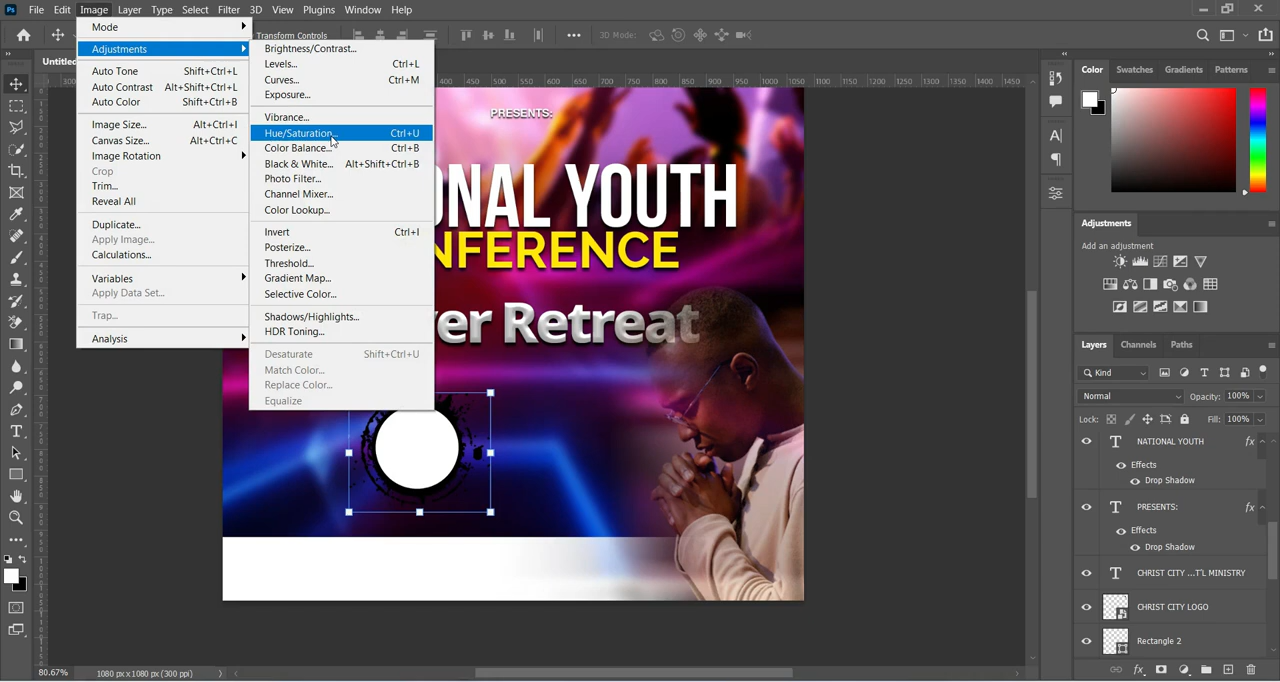 Ps File Edit Image Layer Type Select Filter 3D View Plugins Window Help
Transform Controls 3D Mode:
Mode
Adjustments
Auto Tone Shift+Ctrl+L
Auto Contrast Alt+Shift+Ctrl+L
Auto Color Shift+Ctrl+B
Image Size... Alt+Ctrl+I
Canvas Size... Alt+Ctrl+C
Image Rotation
Crop
Trim...
Reveal All
Duplicate...
Apply Image...
Calculations...
Variables
Apply Data Set...
Trap...
Analysis
Brightness/Contrast...
Levels... Ctrl+L
Curves... Ctrl+M
Exposure...
Vibrance...
Hue/Saturation... Ctrl+U
Color Balance... Ctrl+B
Black & White... Alt+Shift+Ctrl+B
Photo Filter...
Channel Mixer...
Color Lookup...
Invert Ctrl+I
Posterize...
Threshold...
Gradient Map...
Selective Color...
Shadows/Highlights...
HDR Toning...
Desaturate Shift+Ctrl+U
Match Color...
Replace Color...
Equalize
400 450 500 550 600 650 700 750 800 850 900 950 1000 1050 1100 1150 1200 1250 1300 1350 1400 1450
PRESENTS:
ONAL YOUTH
NFERENCE
er Retreat
Color Swatches Gradients Patterns
Adjustments
Add an adjustment
Layers Channels Paths
Kind
Normal Opacity: 100%
Lock: Fill: 100%
NATIONAL YOUTH fx
Effects
Drop Shadow
PRESENTS: fx
Effects
Drop Shadow
CHRIST CITY ...T'L MINISTRY
CHRIST CITY LOGO
Rectangle 2
80.67% 1080 px x 1080 px (300 ppi)